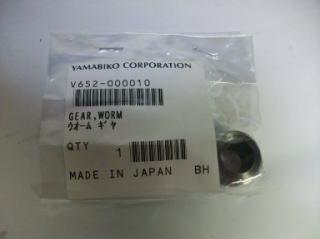 YAMABIKO CORPORATION
V652-000010
GEAR,WORM
ウオーム ギヤ
QTY 1
MADE IN JAPAN BH